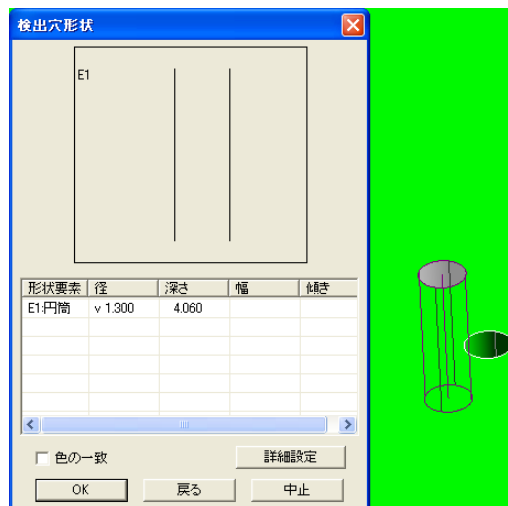 検出穴形状
E1
形状要素 径 深さ 幅 傾き
E1:円筒 v 1.300 4.060
色の一致 詳細設定
OK 戻る 中止